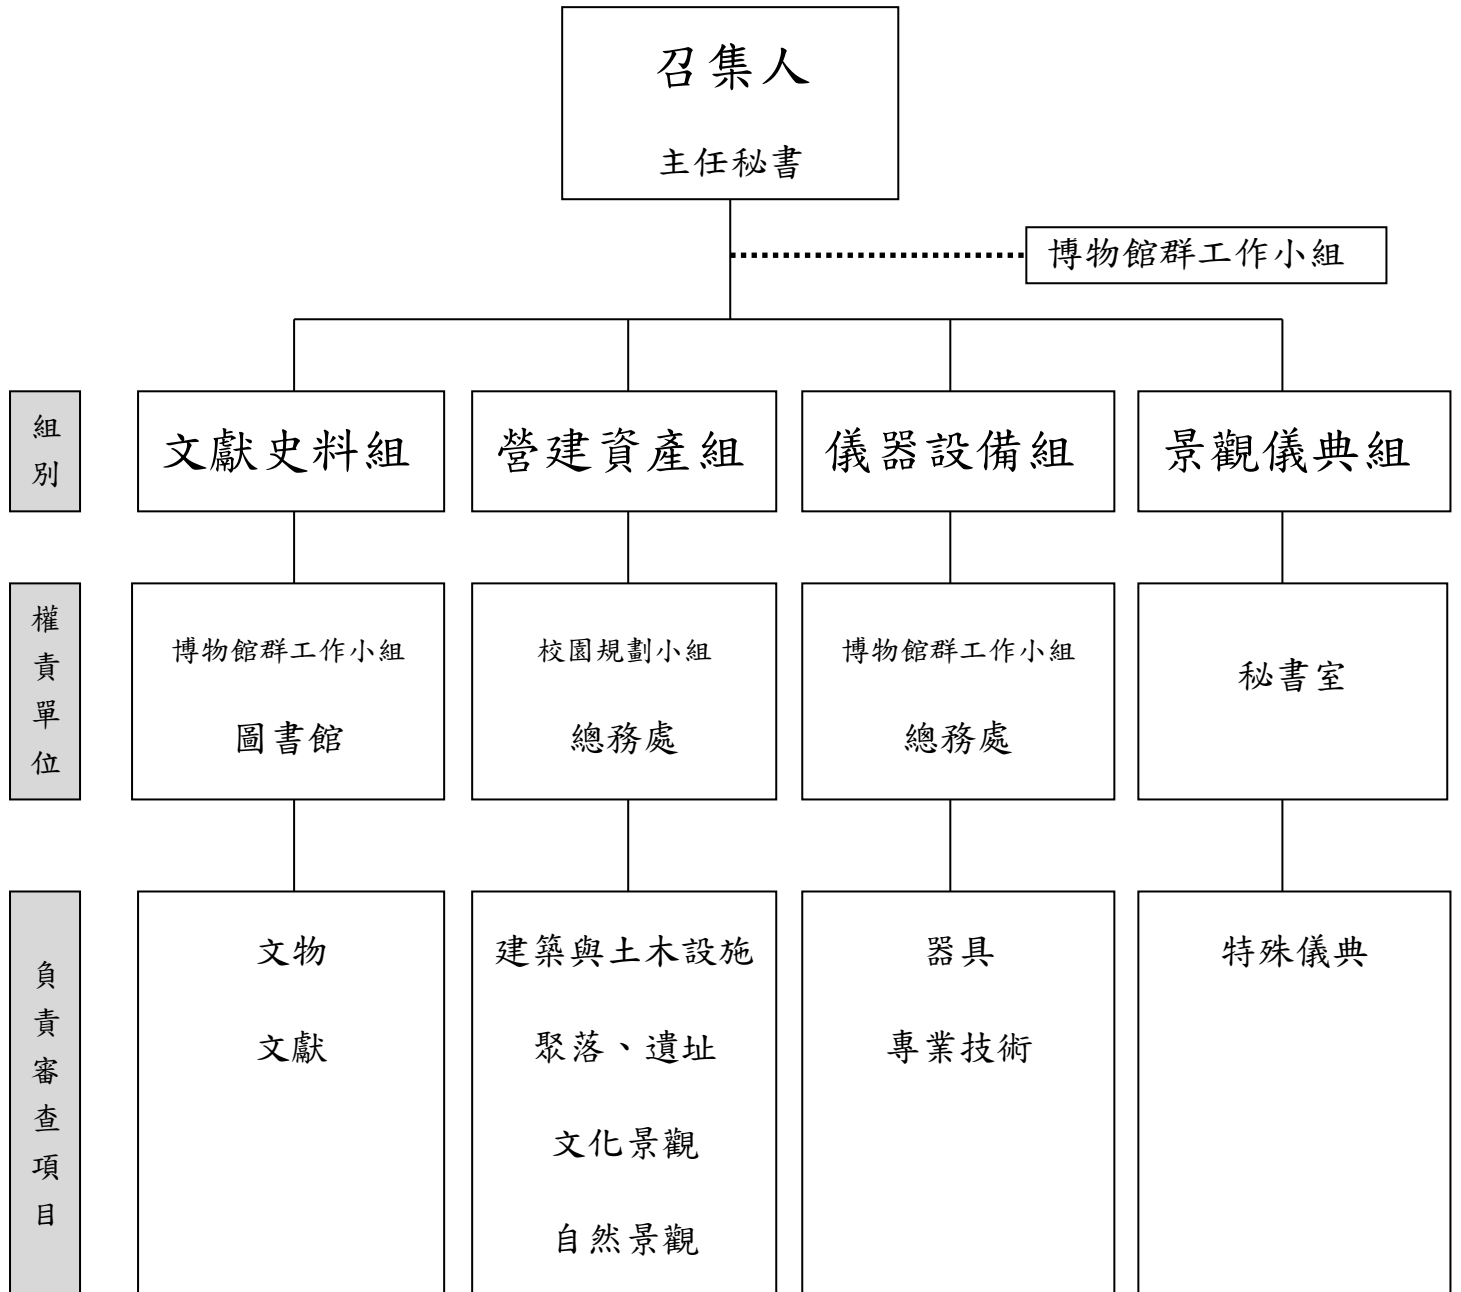 召集人
主任秘書
博物館群工作小組
組別
文獻史料組
營建資產組
儀器設備組
景觀儀典組
權責單位
博物館群工作小組
圖書館
校園規劃小組
總務處
博物館群工作小組
總務處
秘書室
負責審查項目
文物
文獻
建築與土木設施
聚落、遺址
文化景觀
自然景觀
器具
專業技術
特殊儀典